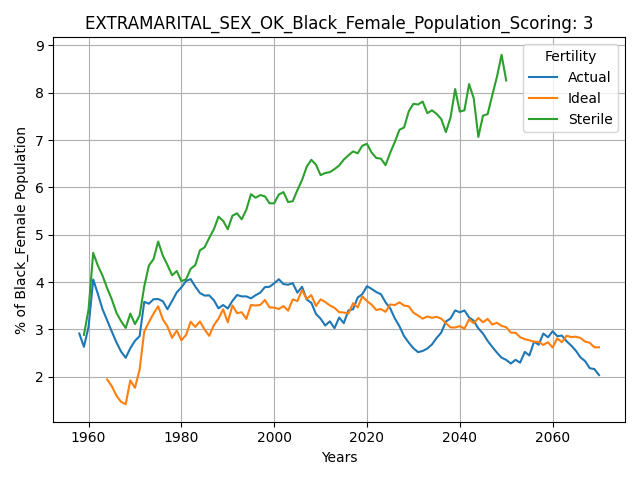 EXTRAMARITAL_SEX_OK_Black_Female_Population_Scoring: 3
Fertility
Actual
Ideal
Sterile
% of Black_Female Population
9
8
7
6
5
4
3
2
1960
1980
2000
2020
2040
2060
Years